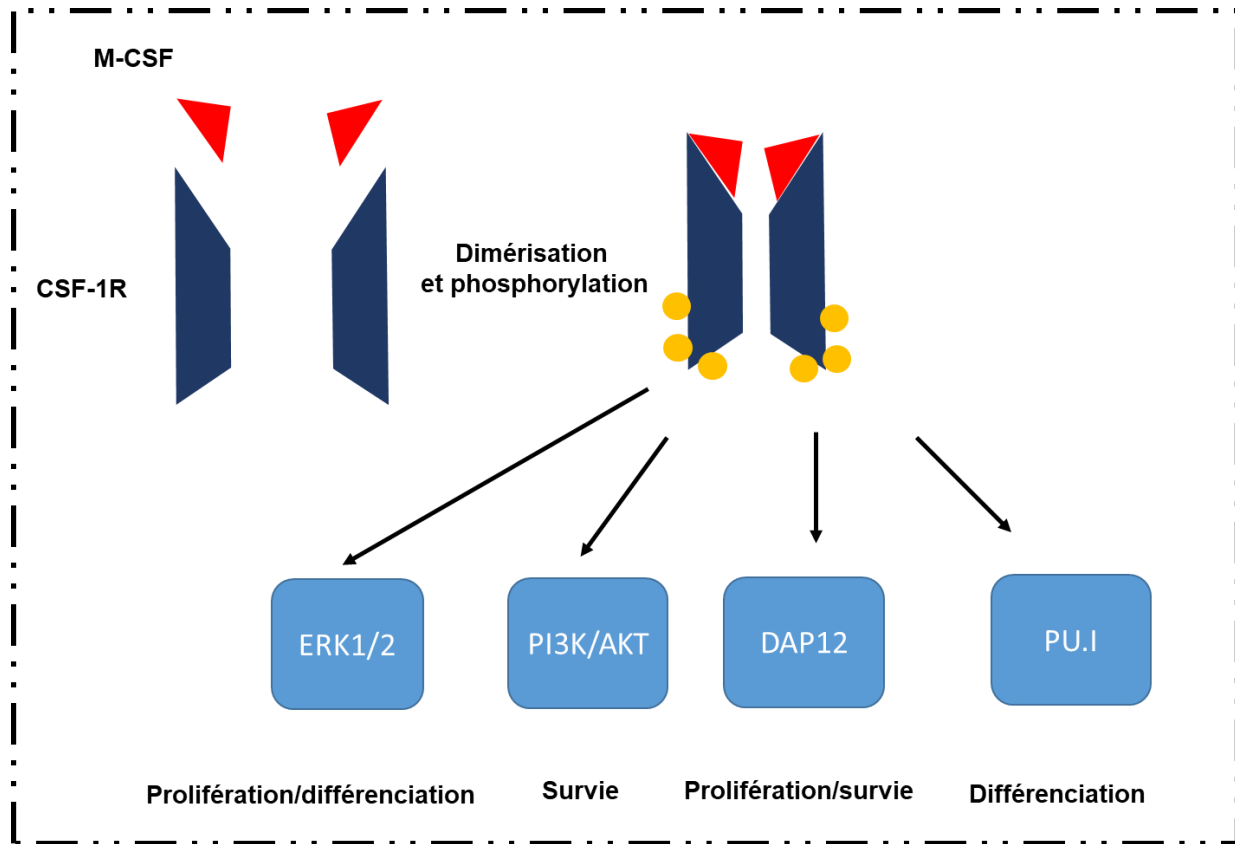 M-CSF
CSF-1R
Dimérisation
et phosphorylation
ERK1/2
PI3K/AKT
DAP12
PU.I
Prolifération/différenciation
Survie
Prolifération/survie
Différenciation